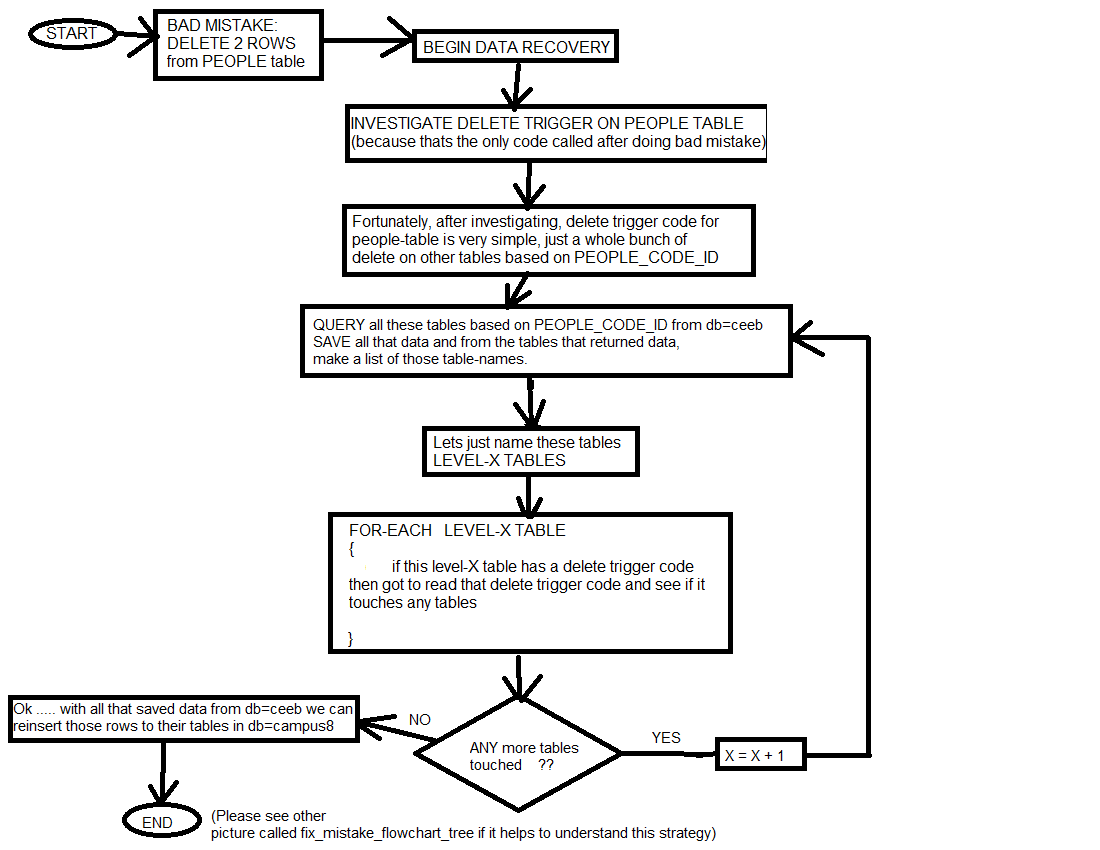 START
BAD MISTAKE:
DELETE 2 ROWS
from PEOPLE table
BEGIN DATA RECOVERY
INVESTIGATE DELETE TRIGGER ON PEOPLE TABLE
(because thats the only code called after doing bad mistake)
Fortunately, after investigating, delete trigger code for
people-table is very simple, just a whole bunch of
delete on other tables based on PEOPLE_CODE_ID
QUERY all these tables based on PEOPLE_CODE_ID from db=ceeb
SAVE all that data and from the tables that returned data,
make a list of those table-names.
Lets just name these tables
LEVEL-X TABLES
FOR-EACH LEVEL-X TABLE
{
if this level-X table has a delete trigger code
then got to read that delete trigger code and see if it
touches any tables
}
ANY more tables
touched ??
YES
X = X + 1
NO
Ok ..... with all that saved data from db=ceeb we can
reinsert those rows to their tables in db=campus8
END
(Please see other
picture called fix_mistake_flowchart_tree if it helps to understand this strategy)